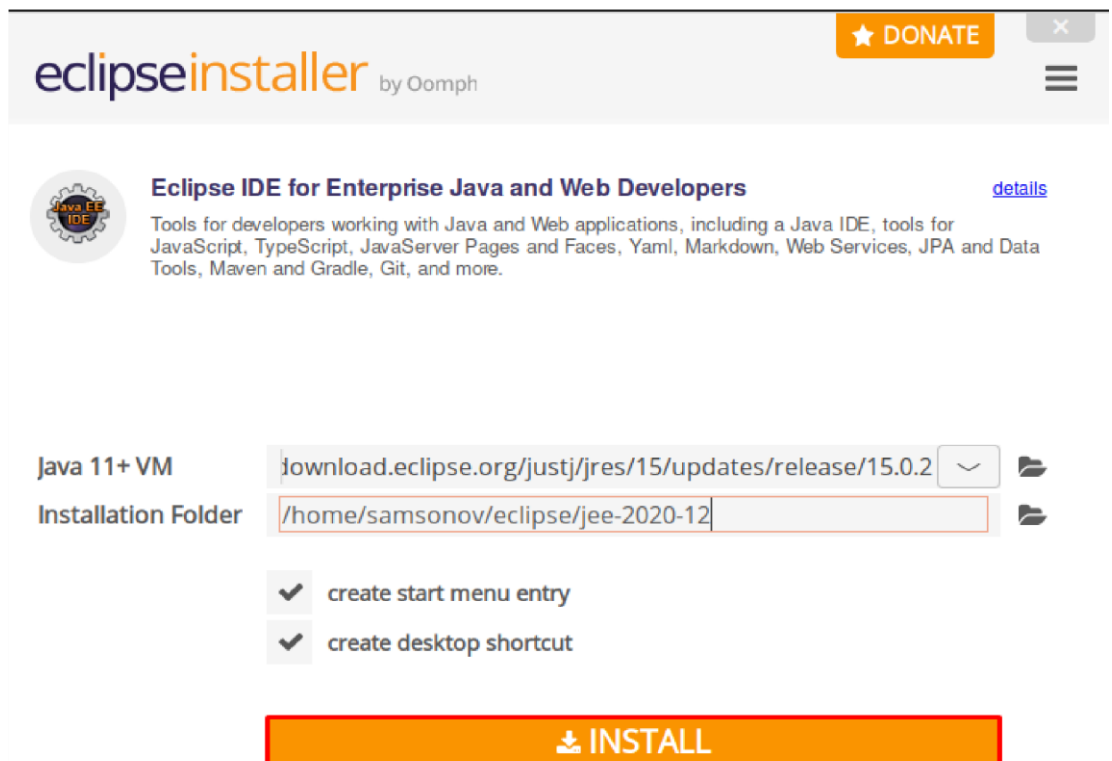 DONATE
eclipseinstaller by Oomph
Java EE
IDE
Eclipse IDE for Enterprise Java and Web Developers
details
Tools for developers working with Java and Web applications, including a Java IDE, tools for
JavaScript, TypeScript, JavaServer Pages and Faces, Yaml, Markdown, Web Services, JPA and Data
Tools, Maven and Gradle, Git, and more.
Java 11+ VM download.eclipse.org/justj/jres/15/updates/release/15.0.2
Installation Folder /home/samsonov/eclipse/jee-2020-12
create start menu entry
create desktop shortcut
INSTALL